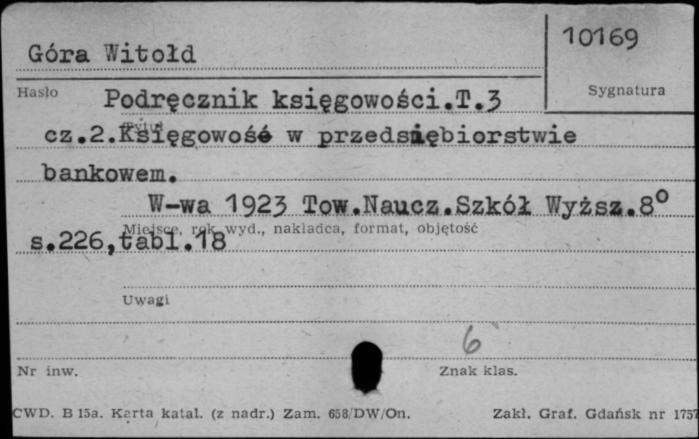 Góra Witołd
10169
Hasło
Sygnatura
Podręcznik księgowości.T.3
Tytuł
cz.2.Księgowość w przedsiębiorstwie
bankowem.
W-wa 1923 Tow.Naucz.Szkół Wyższ.8°
Miejsce, rok wyd., nakładca, format, objętość
s.226,tabl.18
Uwagi
6
Nr inw.
Znak klas.
CWD. B 15a. Karta katal. (z nadr.) Zam. 658/DW/On.
Zakł. Graf. Gdańsk nr 1757